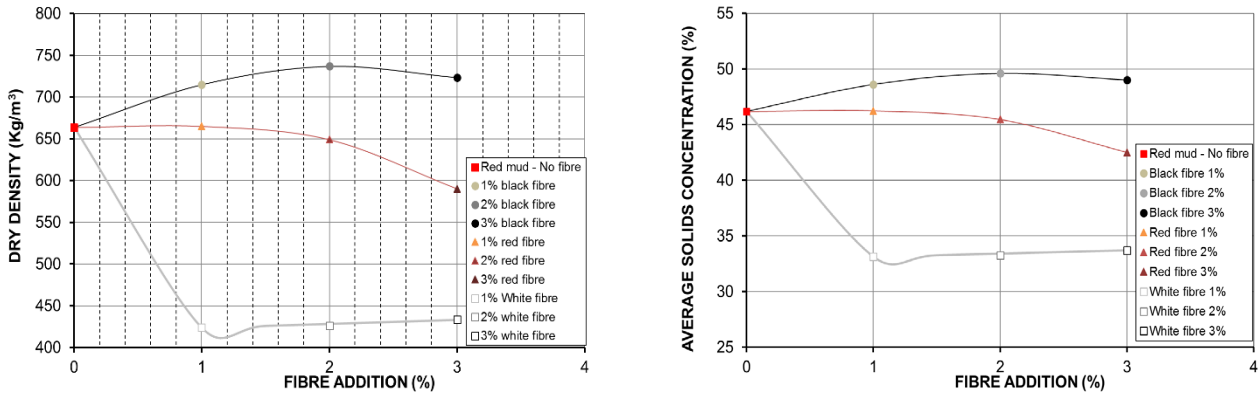 DRY DENSITY (Kg/m³)
800
750
700
650
600
550
500
450
400
0
1
2
3
4
FIBRE ADDITION (%)
Red mud - No fibre
1% black fibre
2% black fibre
3% black fibre
1% red fibre
2% red fibre
3% red fibre
1% White fibre
2% white fibre
3% white fibre
AVERAGE SOLIDS CONCENTRATION (%)
55
50
45
40
35
30
25
0
1
2
3
4
FIBRE ADDITION (%)
Red mud - No fibre
Black fibre 1%
Black fibre 2%
Black fibre 3%
Red fibre 1%
Red fibre 2%
Red fibre 3%
White fibre 1%
White fibre 2%
White fibre 3%